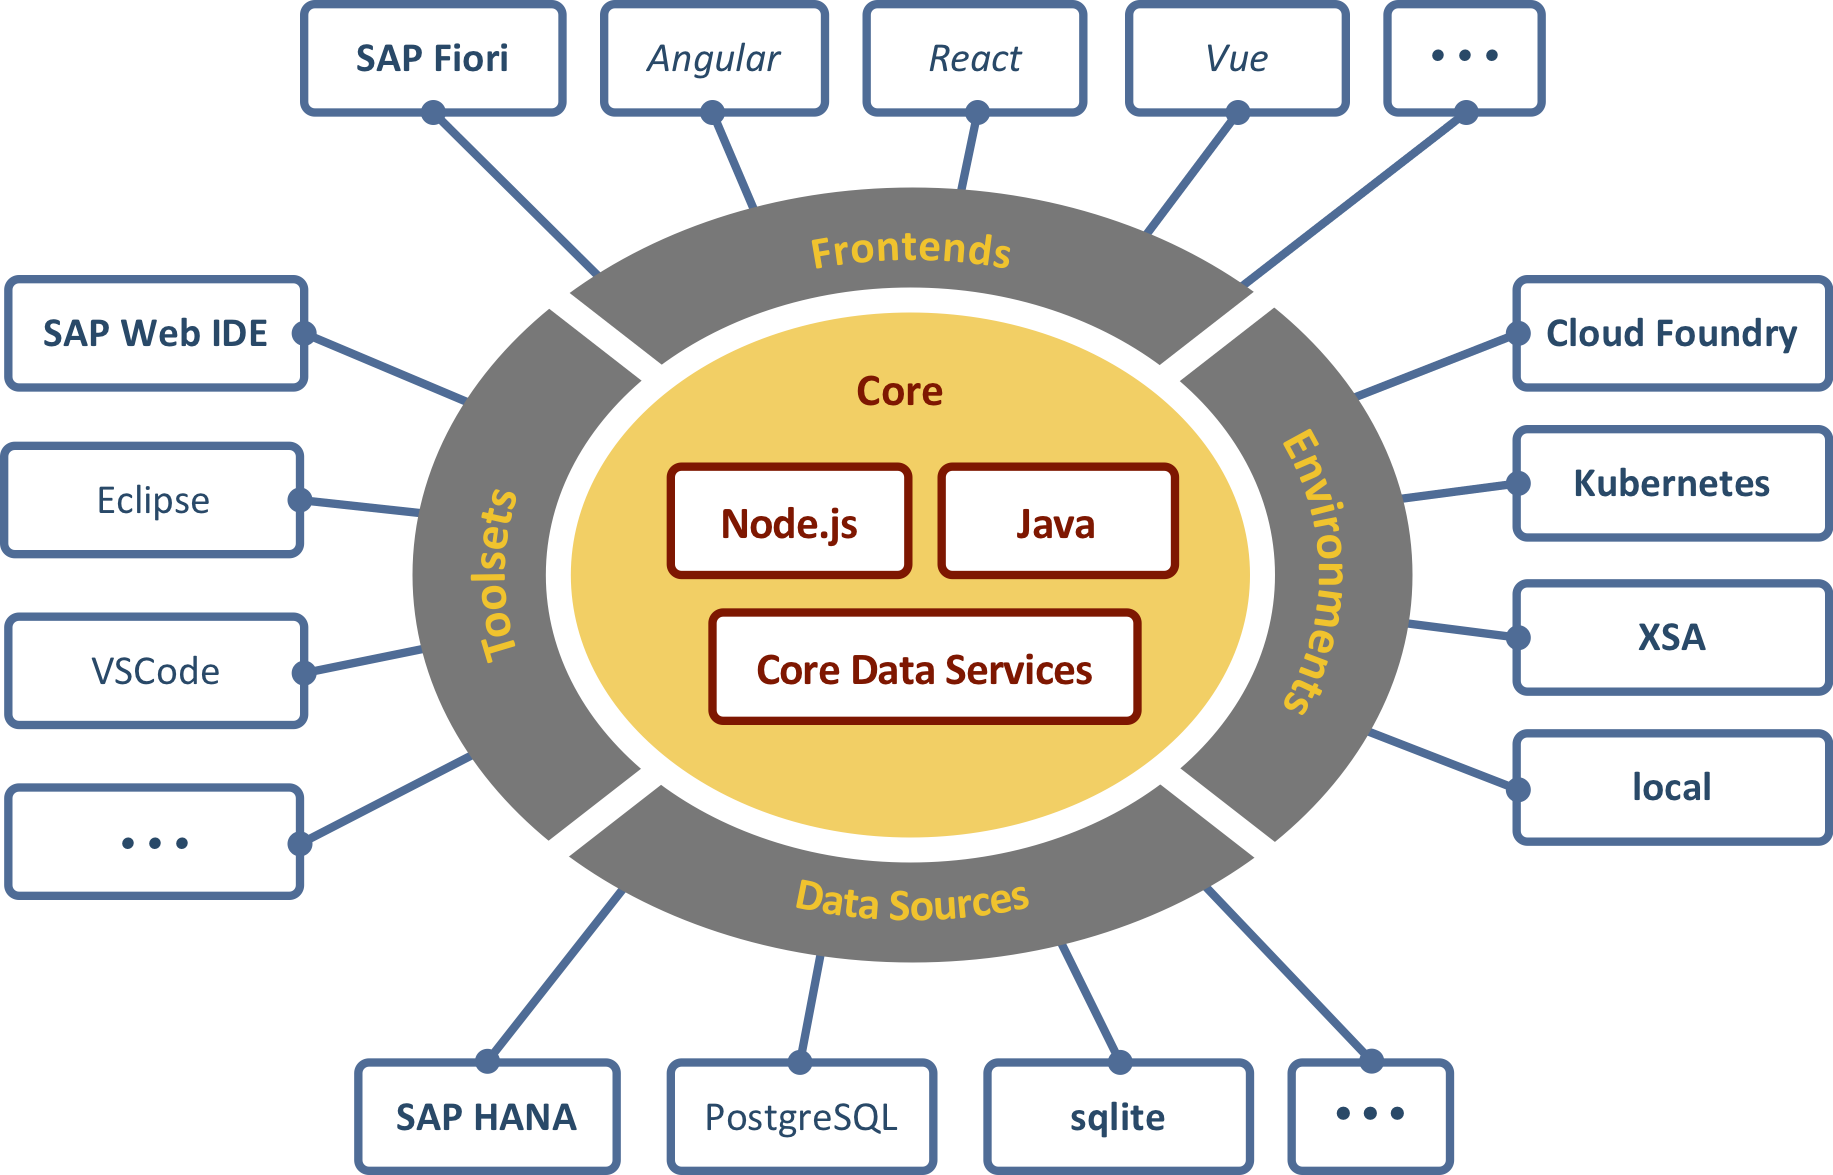 SAP Fiori
Angular
React
Vue
•••
Frontends
SAP Web IDE
Eclipse
VSCode
•••
Toolsets
Core
Node.js
Java
Core Data Services
Environments
Cloud Foundry
Kubernetes
XSA
local
Data Sources
SAP HANA
PostgreSQL
sqlite
•••